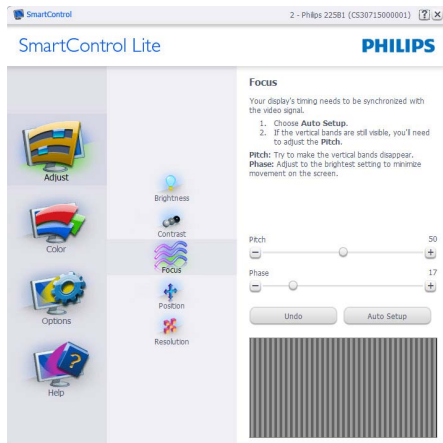 SmartControl
2 - Philips 225B1 (CS30715000001)
?
SmartControl Lite
PHILIPS
Adjust
Color
Options
Help
Brightness
Contrast
Focus
Position
Resolution
Focus
Your display's timing needs to be synchronized with
the video signal.
1. Choose Auto Setup.
2. If the vertical bands are still visible, you'll need
to adjust the Pitch.
Pitch: Try to make the vertical bands disappear.
Phase: Adjust to the brightest setting to minimize
movement on the screen.
Pitch 50
Phase 17
Undo Auto Setup